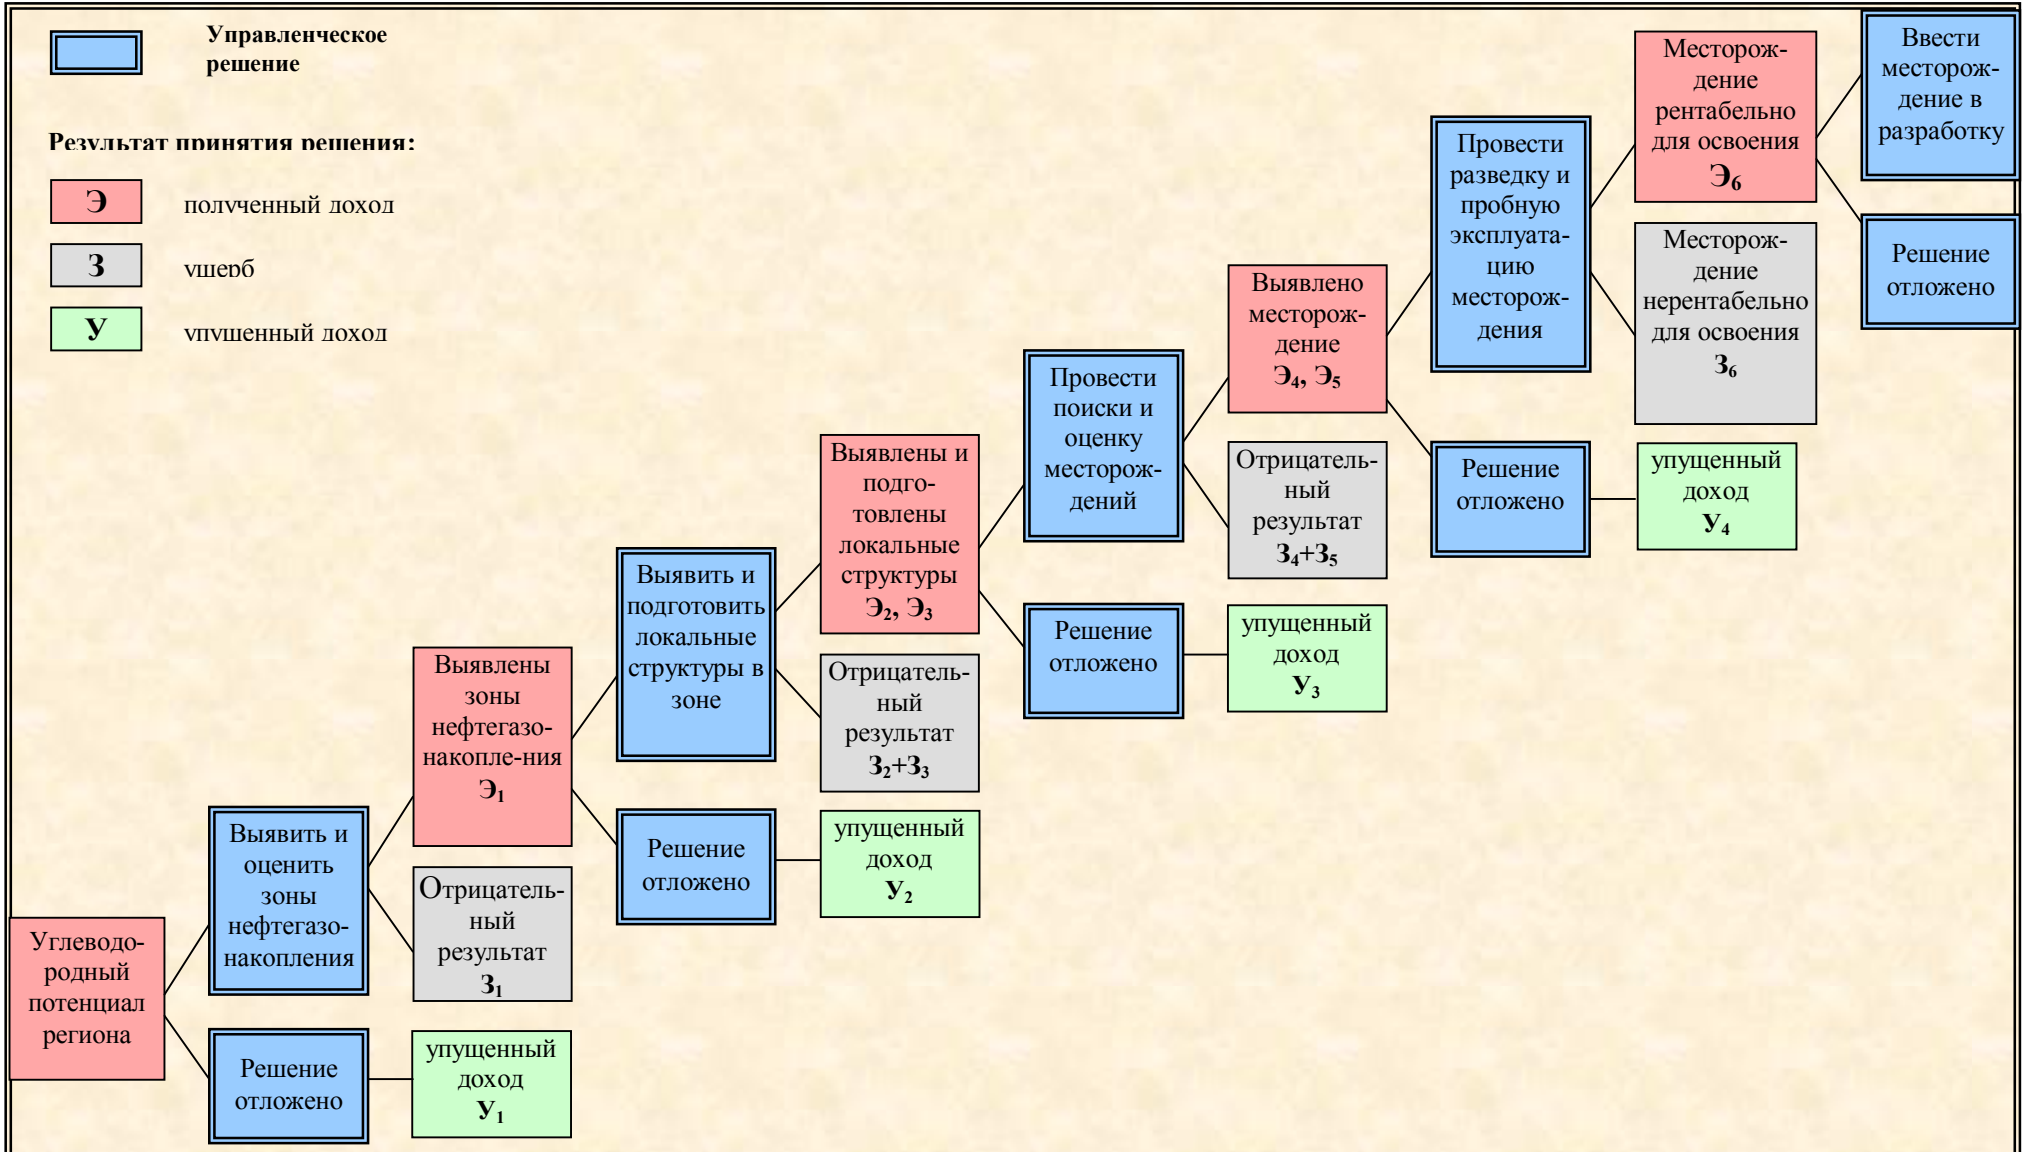 Управленческое
решение
Результат принятия решения:
Э
полученный доход
З
ущерб
У
упущенный доход
Углеводо-
родный
потенциал
региона
Выявить и
оценить
зоны
нефтегазо-
накопления
Решение
отложено
Выявлены
зоны
нефтегазо-
накопле-ния
Э₁
Отрицатель-
ный
результат
З₁
упущенный
доход
У₁
Выявить и
подготовить
локальные
структуры в
зоне
Решение
отложено
Выявлены и
подго-
товлены
локальные
структуры
Э₂, Э₃
Отрицатель-
ный
результат
З₂+З₃
упущенный
доход
У₂
Провести
поиски и
оценку
месторож-
дений
Решение
отложено
Выявлено
месторож-
дение
Э₄, Э₅
Отрицатель-
ный
результат
З₄+З₅
упущенный
доход
У₃
Провести
разведку и
пробную
эксплуата-
цию
месторож-
дения
Решение
отложено
Месторож-
дение
рентабельно
для освоения
Э₆
Месторож-
дение
нерентабельно
для освоения
З₆
упущенный
доход
У₄
Ввести
месторож-
дение в
разработку
Решение
отложено